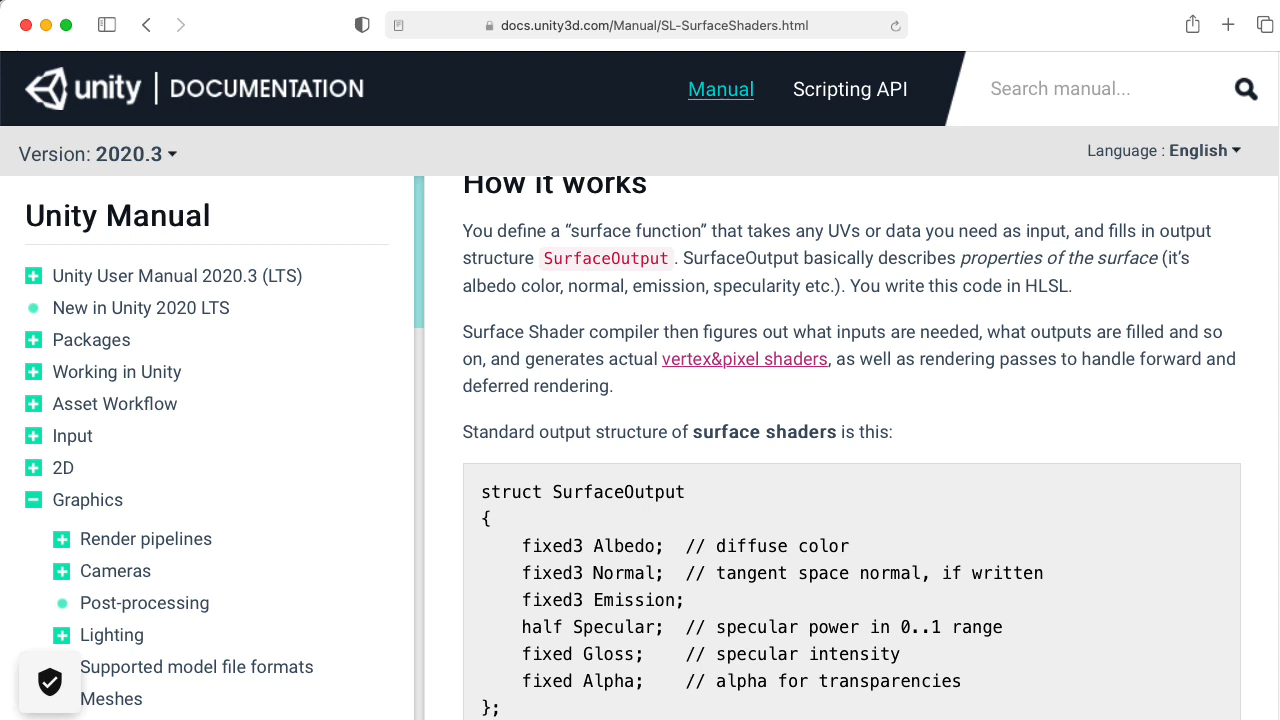 docs.unity3d.com/Manual/SL-SurfaceShaders.html
unity | DOCUMENTATION
Manual
Scripting API
Search manual...
Version: 2020.3
Language : English
Unity Manual
Unity User Manual 2020.3 (LTS)
New in Unity 2020 LTS
Packages
Working in Unity
Asset Workflow
Input
2D
Graphics
Render pipelines
Cameras
Post-processing
Lighting
Supported model file formats
Meshes
How it works
You define a “surface function” that takes any UVs or data you need as input, and fills in output
structure SurfaceOutput. SurfaceOutput basically describes properties of the surface (it’s
albedo color, normal, emission, specularity etc.). You write this code in HLSL.
Surface Shader compiler then figures out what inputs are needed, what outputs are filled and so
on, and generates actual vertex&pixel shaders, as well as rendering passes to handle forward and
deferred rendering.
Standard output structure of surface shaders is this:
struct SurfaceOutput
{
    fixed3 Albedo;  // diffuse color
    fixed3 Normal;  // tangent space normal, if written
    fixed3 Emission;
    half Specular;  // specular power in 0..1 range
    fixed Gloss;    // specular intensity
    fixed Alpha;    // alpha for transparencies
};